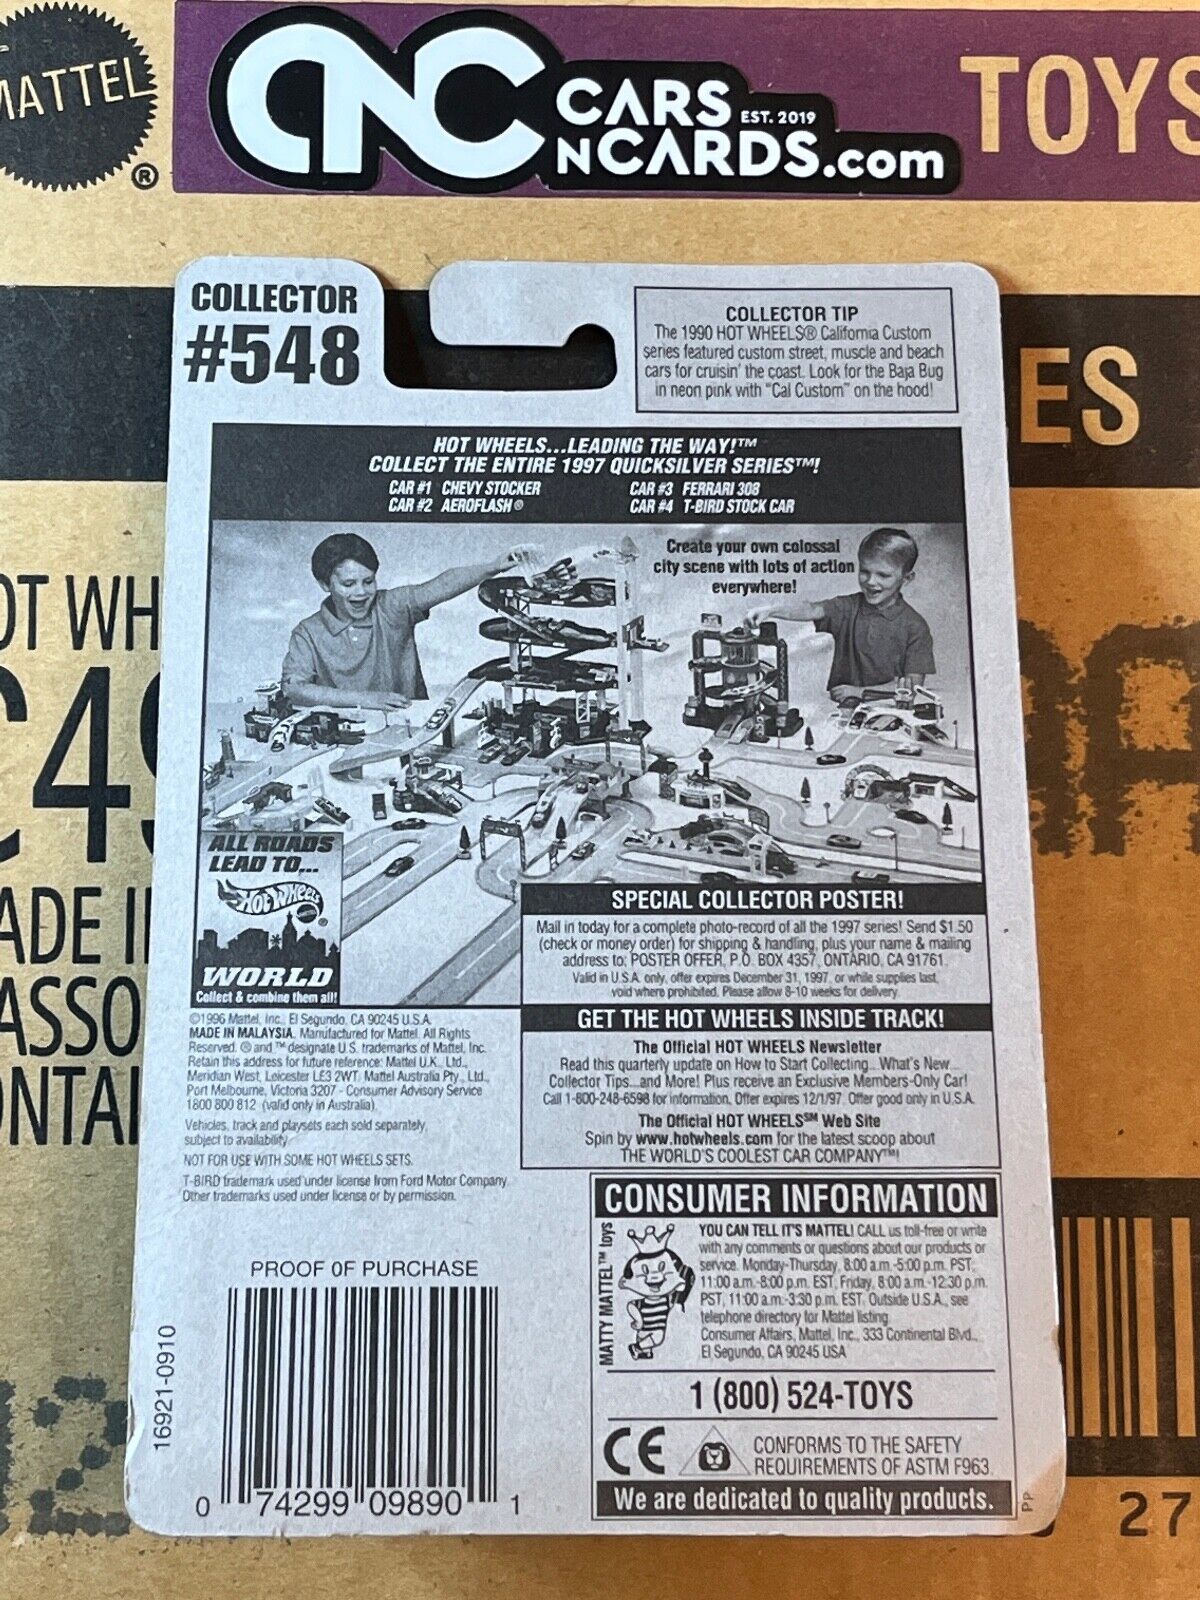 MATTEL
®
CNC
CARS
EST. 2019
NCARDS.com
TOYS
ES
COLLECTOR
#548
COLLECTOR TIP
The 1990 HOT WHEELS® California Custom
series featured custom street, muscle and beach
cars for cruisin' the coast. Look for the Baja Bug
in neon pink with "Cal Custom" on the hood!
HOT WHEELS...LEADING THE WAY!™
COLLECT THE ENTIRE 1997 QUICKSILVER SERIES™!
CAR #1 CHEVY STOCKER
CAR #2 AEROFLASH®
CAR #3 FERRARI 308
CAR #4 T-BIRD STOCK CAR
Create your own colossal
city scene with lots of action
everywhere!
ALL ROADS
LEAD TO...
Hot Wheels
WORLD
Collect & combine them all!
SPECIAL COLLECTOR POSTER!
Mail in today for a complete photo-record of all the 1997 series! Send $1.50
(check or money order) for shipping & handling, plus your name & mailing
address to: POSTER OFFER, P.O. BOX 4357, ONTARIO, CA 91761.
Valid in U.S.A. only, offer expires December 31, 1997, or while supplies last,
void where prohibited. Please allow 8-10 weeks for delivery.
GET THE HOT WHEELS INSIDE TRACK!
The Official HOT WHEELS Newsletter
Read this quarterly update on How to Start Collecting...What's New...
Collector Tips...and More! Plus receive an Exclusive Members-Only Car!
Call 1-800-248-6598 for information. Offer expires 12/1/97. Offer good only in U.S.A.
The Official HOT WHEELS℠ Web Site
Spin by www.hotwheels.com for the latest scoop about
THE WORLD'S COOLEST CAR COMPANY™!
©1996 Mattel, Inc., El Segundo, CA 90245 U.S.A.
MADE IN MALAYSIA. Manufactured for Mattel. All Rights
Reserved. ® and ™ designate U.S. trademarks of Mattel, Inc.
Retain this address for future reference: Mattel U.K., Ltd.,
Meridian West, Leicester LE3 2WT. Mattel Australia Pty., Ltd.,
Port Melbourne, Victoria 3207 - Consumer Advisory Service
1800 800 812 (valid only in Australia).
Vehicles, track and playsets each sold separately,
subject to availability.
NOT FOR USE WITH SOME HOT WHEELS SETS.
T-BIRD trademark used under license from Ford Motor Company.
Other trademarks used under license or by permission.
CONSUMER INFORMATION
MATTY MATTEL™ toys
YOU CAN TELL IT'S MATTEL! CALL us toll-free or write
with any comments or questions about our products or
service. Monday-Thursday, 8:00 a.m.-5:00 p.m. PST,
11:00 a.m.-8:00 p.m. EST, Friday, 8:00 a.m.-12:30 p.m.
PST, 11:00 a.m.-3:30 p.m. EST. Outside U.S.A., see
telephone directory for Mattel listing.
Consumer Affairs, Mattel, Inc., 333 Continental Blvd.,
El Segundo, CA 90245 USA
1 (800) 524-TOYS
CE
CONFORMS TO THE SAFETY
REQUIREMENTS OF ASTM F963.
We are dedicated to quality products.
PP
PROOF OF PURCHASE
16921-0910
0 74299 09890 1
OT WH
C49
ADE I
ASSO
ONTAI
27